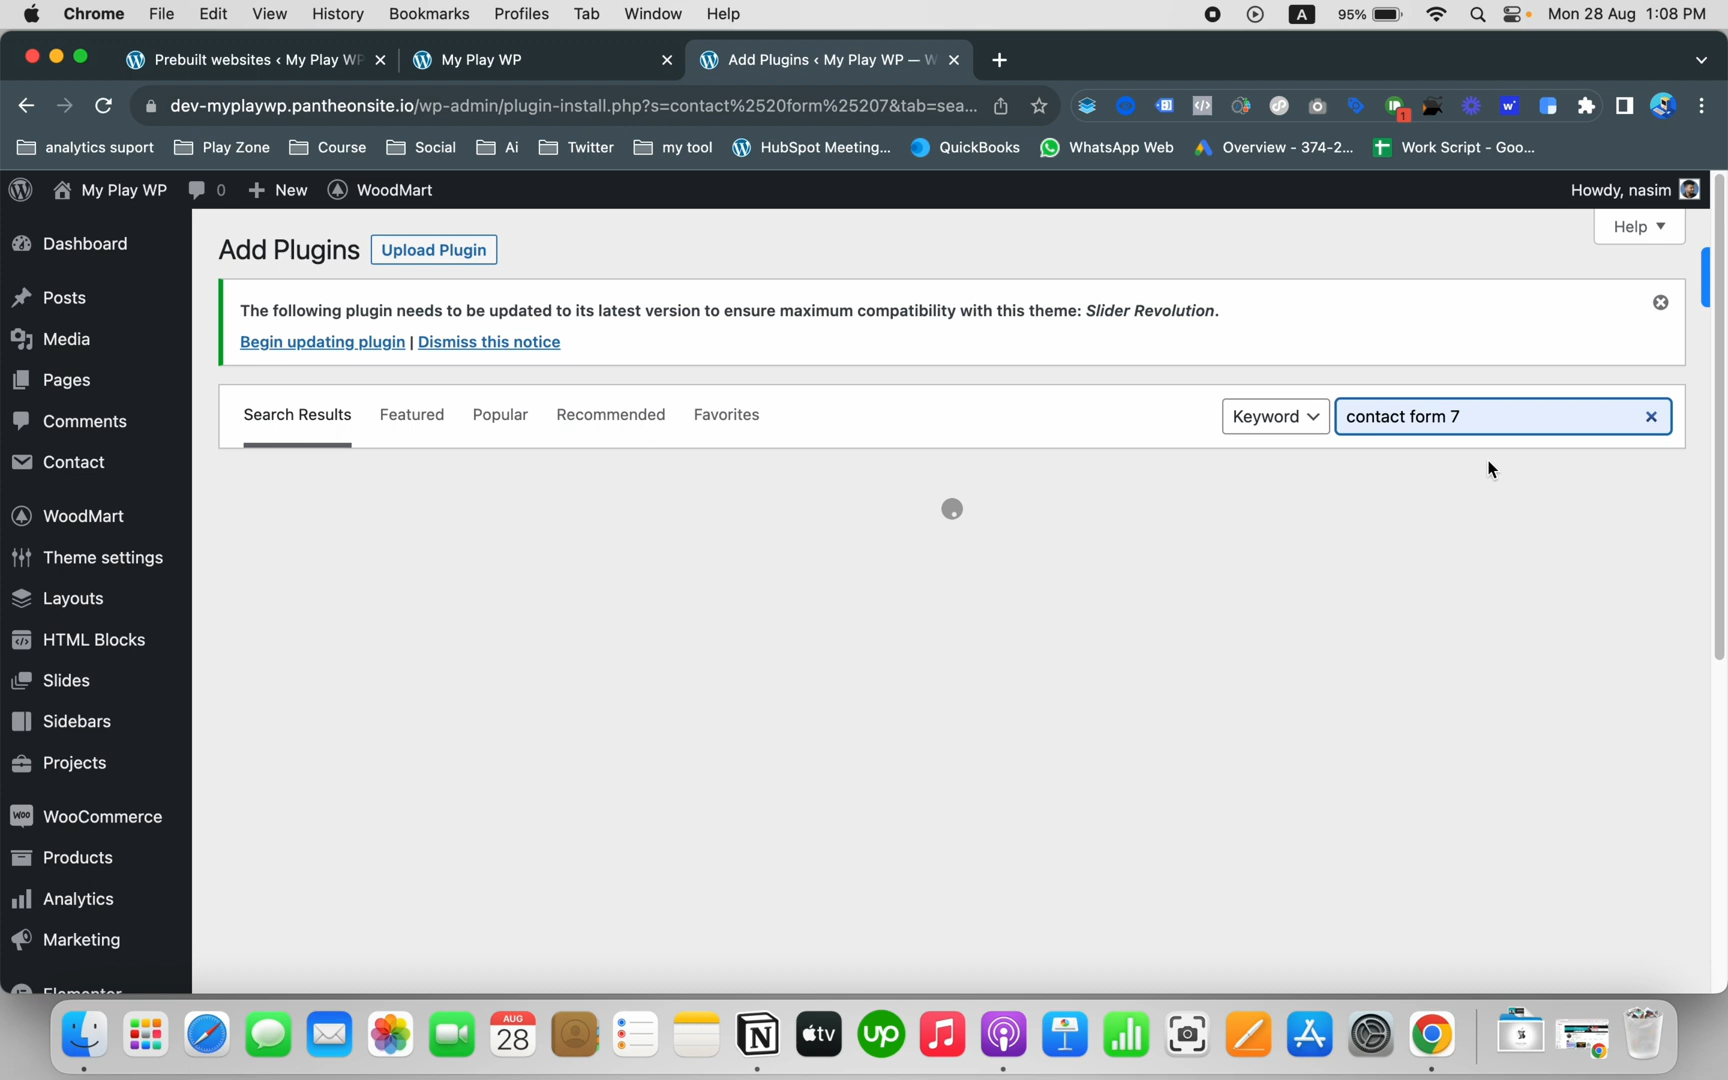 Chrome File Edit View History Bookmarks Profiles Tab Window Help A 95% Mon 28 Aug 1:08 PM
Prebuilt websites ‹ My Play WP My Play WP Add Plugins ‹ My Play WP — W
dev-myplaywp.pantheonsite.io/wp-admin/plugin-install.php?s=contact%2520form%25207&tab=sea... 1
analytics suport Play Zone Course Social Ai Twitter my tool HubSpot Meeting... QuickBooks WhatsApp Web Overview - 374-2... Work Script - Goo...
My Play WP 0 New WoodMart Howdy, nasim
Help
Add Plugins Upload Plugin
The following plugin needs to be updated to its latest version to ensure maximum compatibility with this theme: Slider Revolution.
Begin updating plugin | Dismiss this notice
Search Results Featured Popular Recommended Favorites Keyword contact form 7
Dashboard
Posts
Media
Pages
Comments
Contact
WoodMart
Theme settings
Layouts
HTML Blocks
Slides
Sidebars
Projects
WooCommerce
Products
Analytics
Marketing
Elementor
AUG
28
tv
up